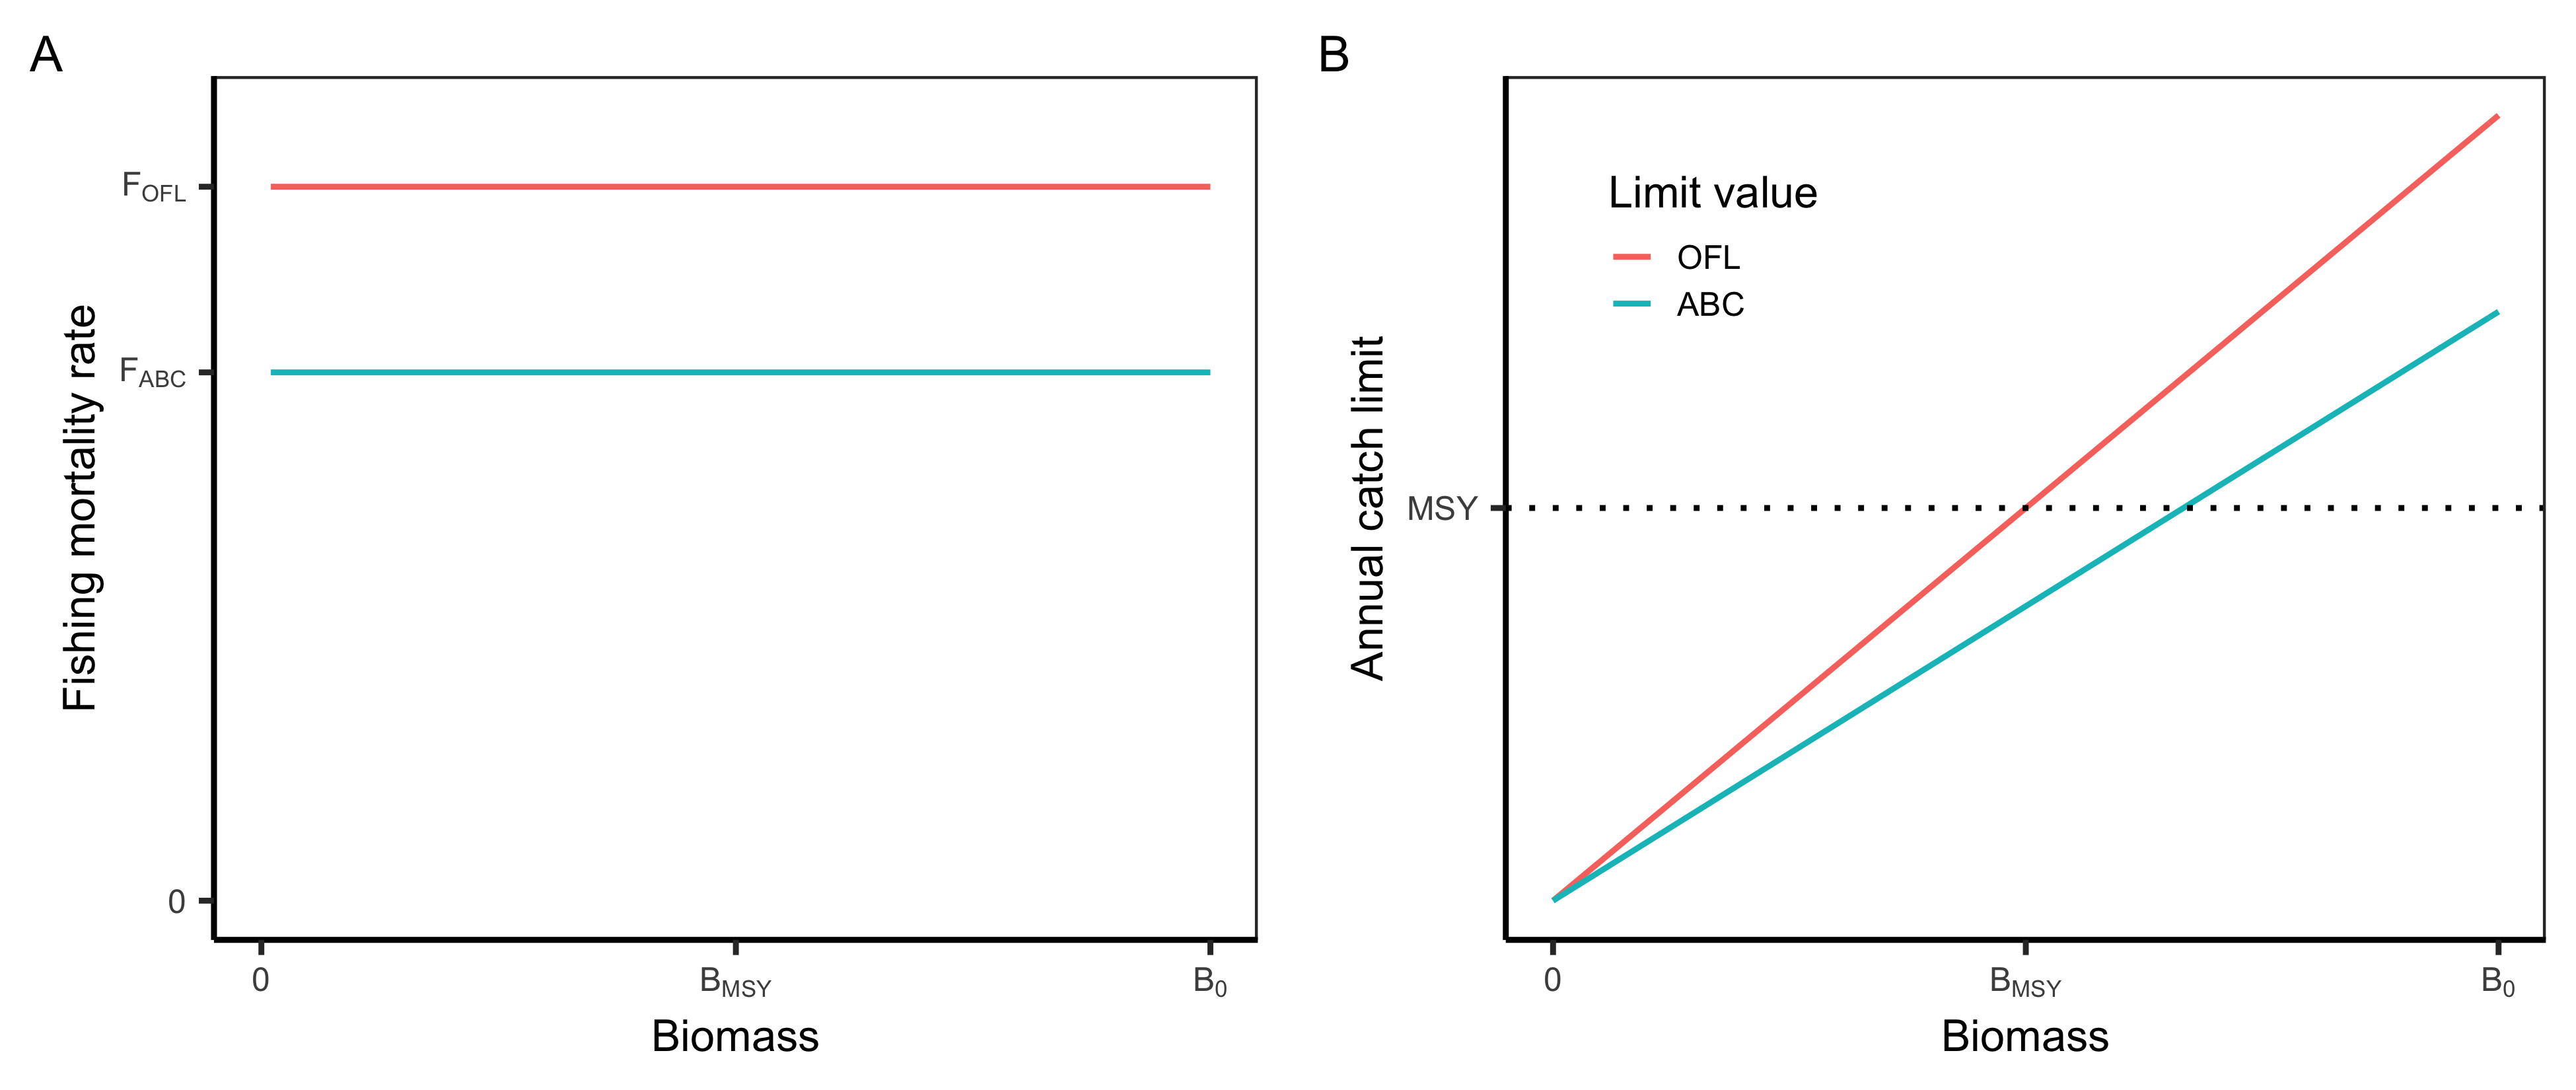 A
Fishing mortality rate
F_OFL
F_ABC
0
0 B_MSY B_0
Biomass
B
Annual catch limit
MSY
Limit value
OFL
ABC
0 B_MSY B_0
Biomass